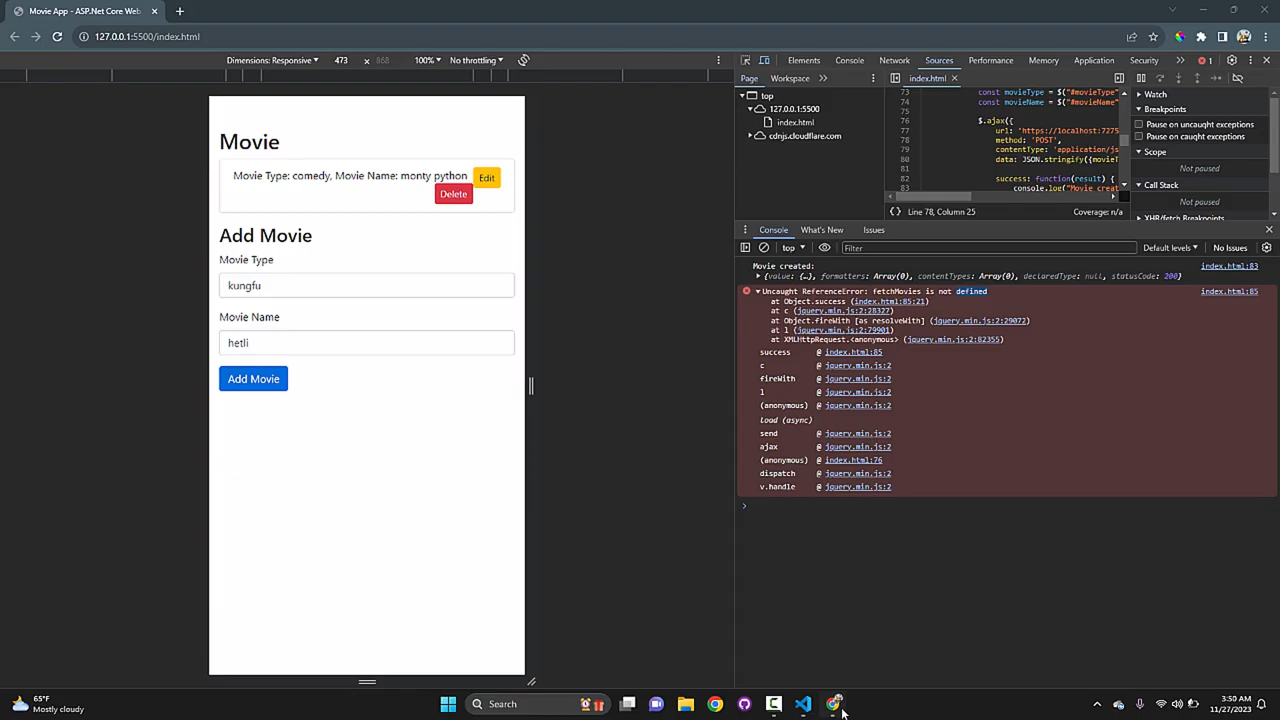 Movie App - ASP.Net Core Web
127.0.0.1:5500/index.html
Dimensions: Responsive 473 × 868 100% No throttling
Elements Console Network Sources Performance Memory Application Security 1
Page Workspace index.html
top
127.0.0.1:5500
index.html
cdnjs.cloudflare.com
73 const movieType = $("#movieType"
74 const movieName = $("#movieName"
75
76 $.ajax({
77 url: 'https://localhost:7275
78 method: 'POST',
79 contentType: 'application/js
80 data: JSON.stringify({movieT
success: function(result) {
83 console.log("Movie creat
Line 78, Column 25 Coverage: n/a
Watch
Breakpoints
Pause on uncaught exceptions
Pause on caught exceptions
Scope
Not paused
Call Stack
Not paused
XHR/fetch Breakpoints
Console What's New Issues
top Filter Default levels No Issues
Movie created: index.html:83
{value: {…}, formatters: Array(0), contentTypes: Array(0), declaredType: null, statusCode: 200}
Uncaught ReferenceError: fetchMovies is not defined index.html:85
at Object.success (index.html:85:21)
at c (jquery.min.js:2:28327)
at Object.fireWith [as resolveWith] (jquery.min.js:2:29072)
at l (jquery.min.js:2:79901)
at XMLHttpRequest.<anonymous> (jquery.min.js:2:82355)
success @ index.html:85
c @ jquery.min.js:2
fireWith @ jquery.min.js:2
l @ jquery.min.js:2
(anonymous) @ jquery.min.js:2
load (async)
send @ jquery.min.js:2
ajax @ jquery.min.js:2
(anonymous) @ index.html:76
dispatch @ jquery.min.js:2
v.handle @ jquery.min.js:2
Movie
Movie Type: comedy, Movie Name: monty python Edit
Delete
Add Movie
Movie Type
kungfu
Movie Name
hetli
Add Movie
65°F
Mostly cloudy
Search
3:50 AM
11/27/2023